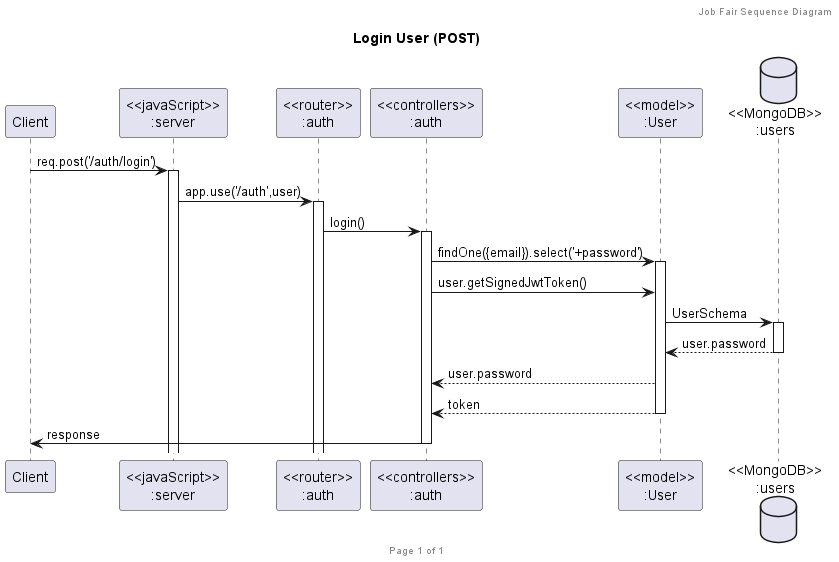 Job Fair Sequence Diagram
Login User (POST)
Client
<<javaScript>>
:server
<<router>>
:auth
<<controllers>>
:auth
<<model>>
:User
<<MongoDB>>
:users
req.post('/auth/login')
app.use('/auth',user)
login()
findOne({email}).select('+password')
user.getSignedJwtToken()
UserSchema
user.password
user.password
token
response
Client
<<javaScript>>
:server
<<router>>
:auth
<<controllers>>
:auth
<<model>>
:User
<<MongoDB>>
:users
Page 1 of 1